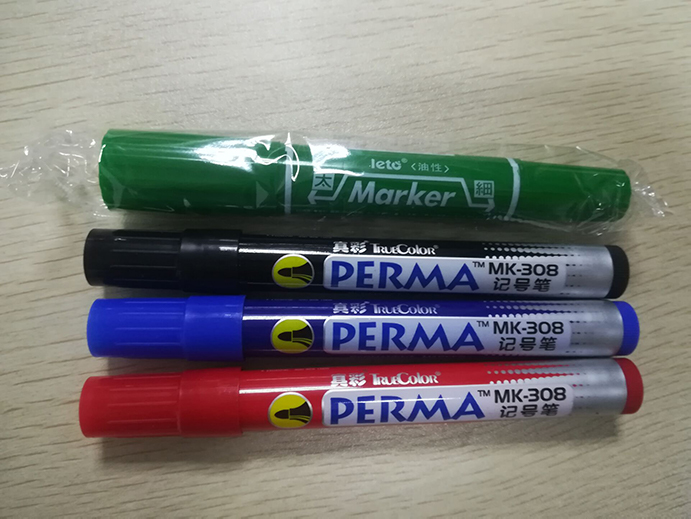 leto® <油性>
太 Marker 細
真彩 TRUECOLOR®
PERMA™ MK-308
记号笔
真彩 TRUECOLOR®
PERMA™ MK-308
记号笔
真彩 TRUECOLOR®
PERMA™ MK-308
记号笔